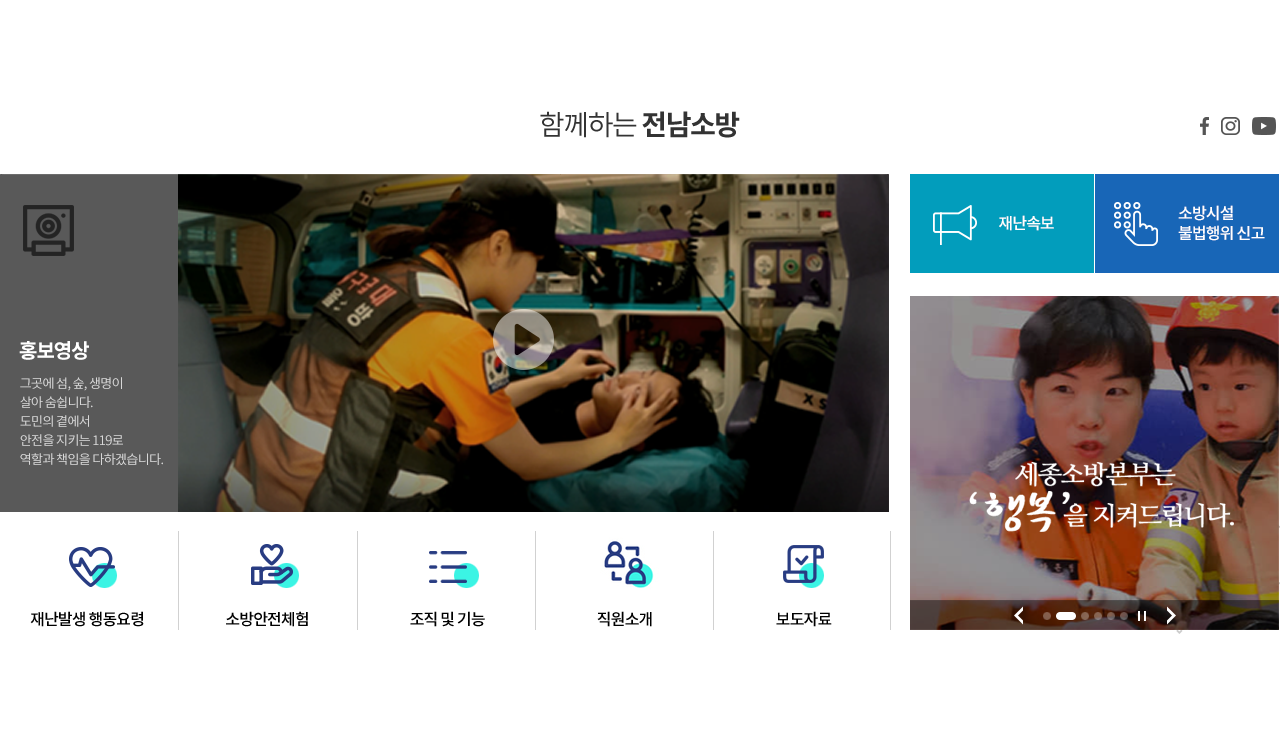 함께하는 전남소방
홍보영상
그곳에 섬, 숲, 생명이
살아 숨쉽니다.
도민의 곁에서
안전을 지키는 119로
역할과 책임을 다하겠습니다.
XS
재난속보
소방시설
불법행위 신고
세종소방본부는
‘행복’을 지켜드립니다.
재난발생 행동요령
소방안전체험
조직 및 기능
직원소개
보도자료